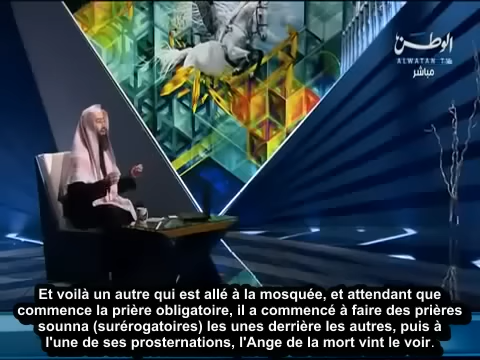 الوطن
ALWATAN TV
مباشر
Et voilà un autre qui est allé à la mosquée, et attendant que
commence la prière obligatoire, il a commencé à faire des prières
sounna (surérogatoires) les unes derrière les autres, puis à
l'une de ses prosternations, l'Ange de la mort vint le voir.